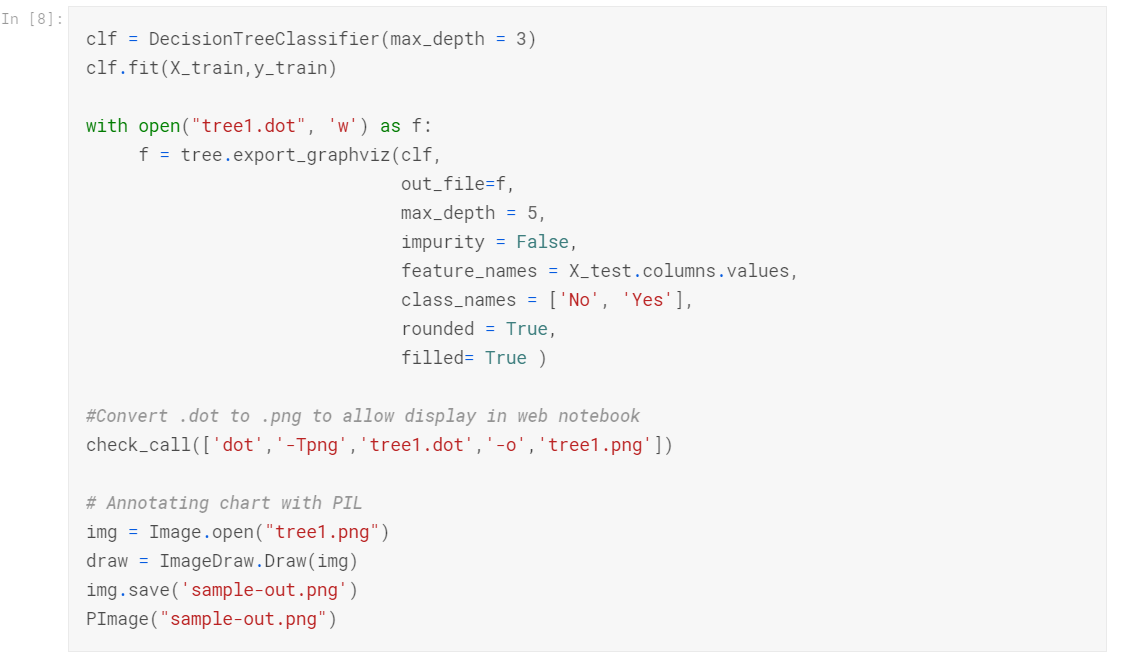 In [8]:
clf = DecisionTreeClassifier(max_depth = 3)
clf.fit(X_train,y_train)
with open("tree1.dot", 'w') as f:
     f = tree.export_graphviz(clf,
                              out_file=f,
                              max_depth = 5,
                              impurity = False,
                              feature_names = X_test.columns.values,
                              class_names = ['No', 'Yes'],
                              rounded = True,
                              filled= True )
#Convert .dot to .png to allow display in web notebook
check_call(['dot','-Tpng','tree1.dot','-o','tree1.png'])
# Annotating chart with PIL
img = Image.open("tree1.png")
draw = ImageDraw.Draw(img)
img.save('sample-out.png')
PImage("sample-out.png")